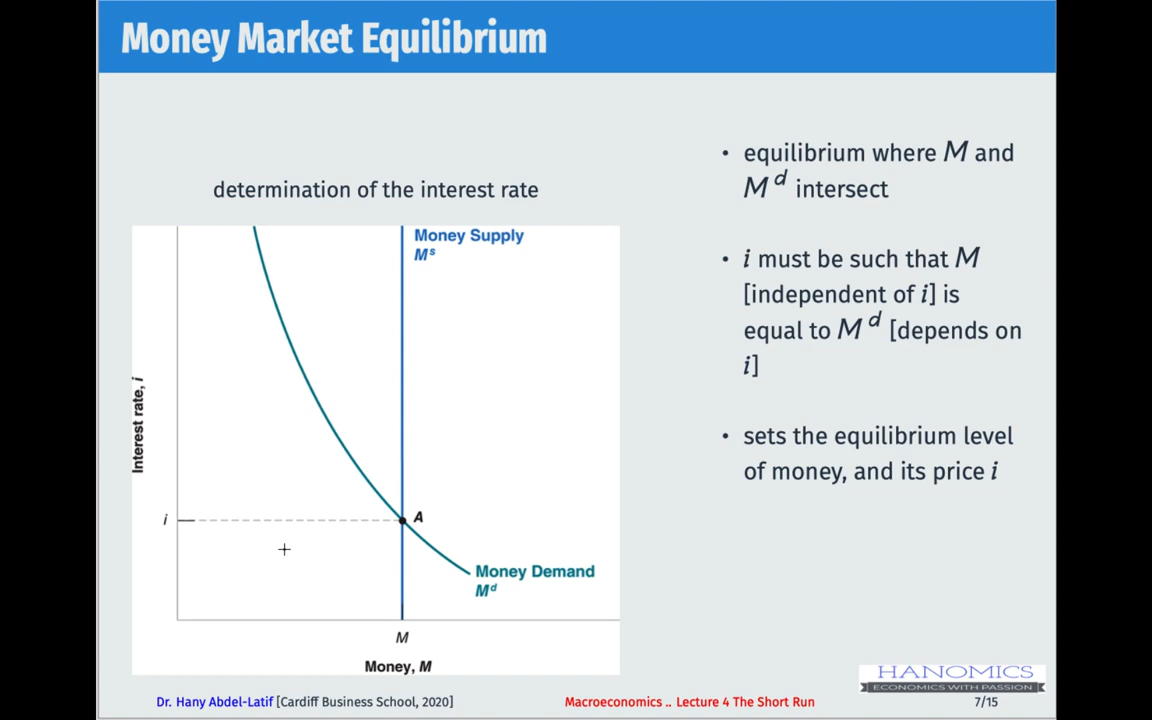 Money Market Equilibrium
determination of the interest rate
Money Supply
Mˢ
Interest rate, i
i
A
Money Demand
Mᵈ
M
Money, M
• equilibrium where M and
Mᵈ intersect
• i must be such that M
[independent of i] is
equal to Mᵈ [depends on
i]
• sets the equilibrium level
of money, and its price i
HANOMICS
ECONOMICS WITH PASSION
Dr. Hany Abdel-Latif [Cardiff Business School, 2020]
Macroeconomics .. Lecture 4 The Short Run
7/15